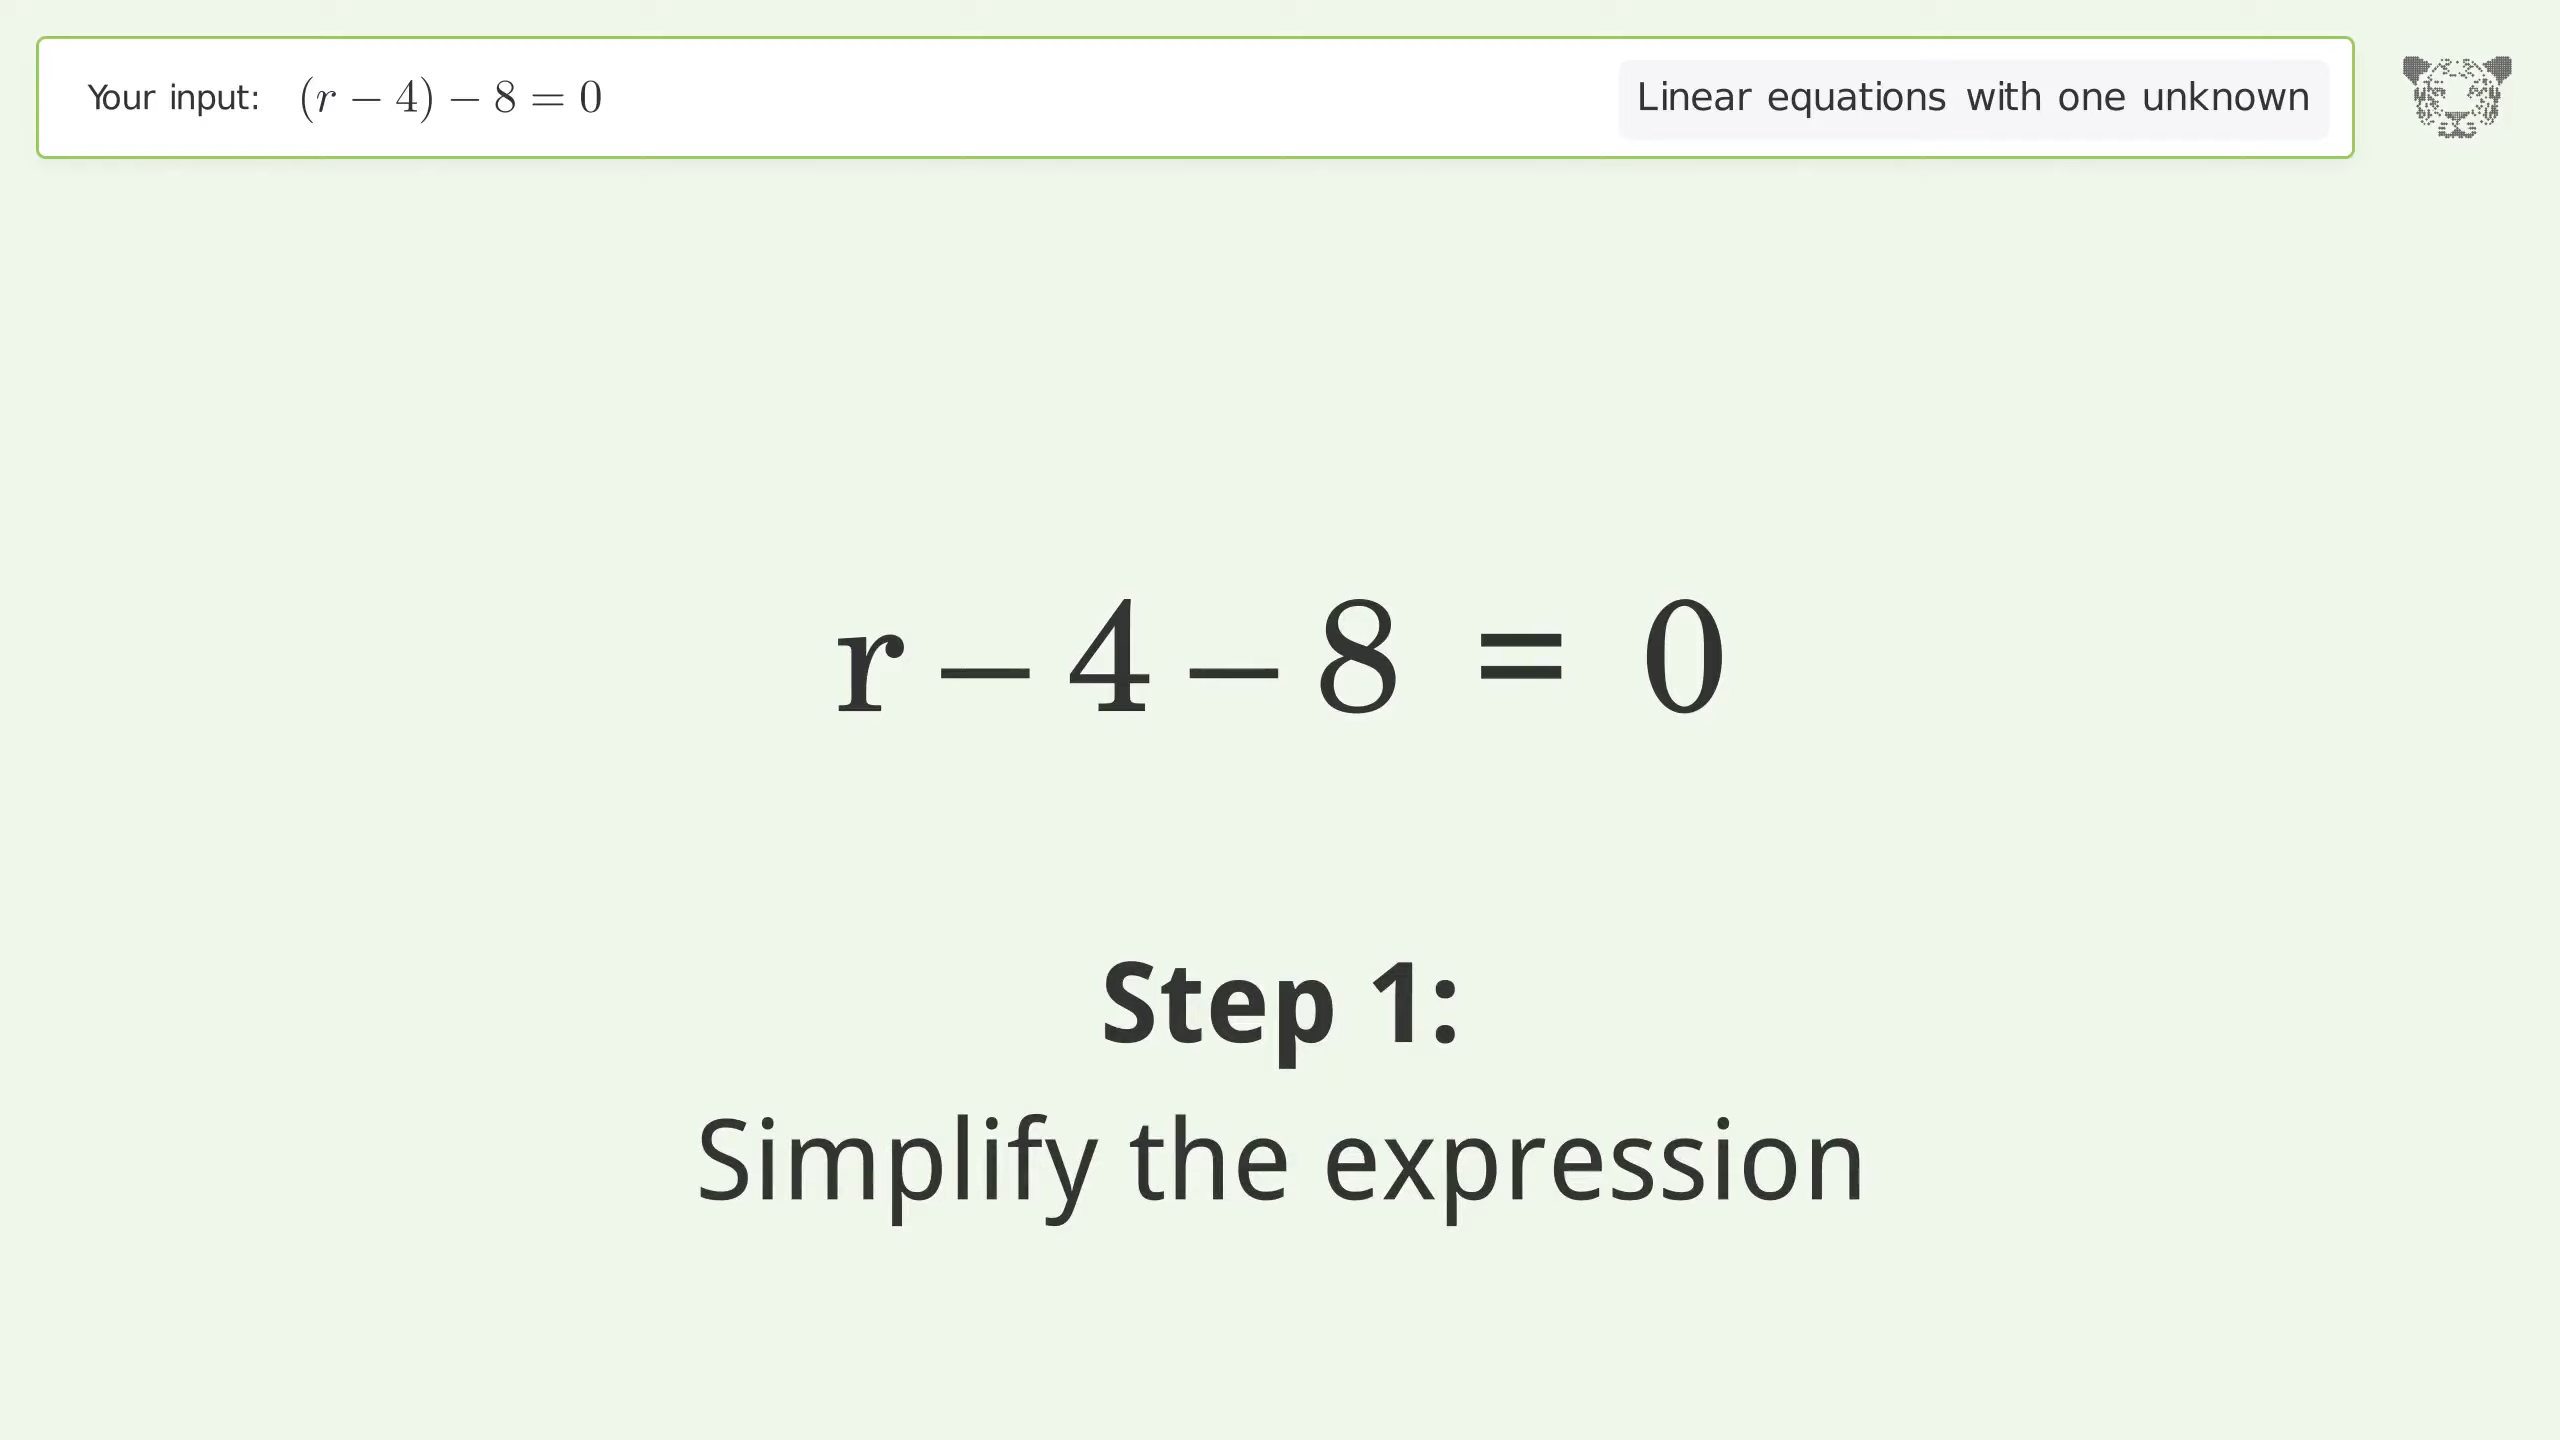 Your input: (r − 4) − 8 = 0
Linear equations with one unknown
r − 4 − 8 = 0
Step 1:
Simplify the expression